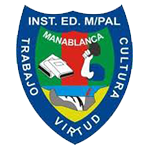 INST. ED. M/PAL
MANABLANCA
TRABAJO
VIRTUD
CULTURA